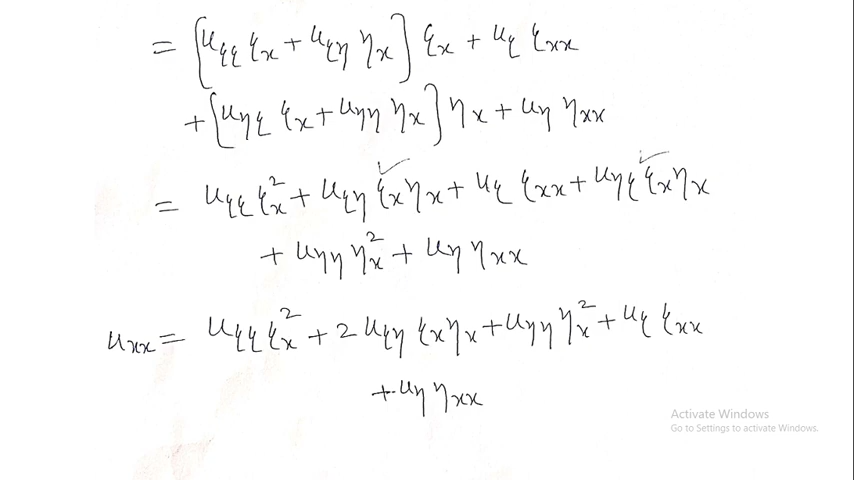 = [u_ξξ ξ_x + u_ξη η_x] ξ_x + u_ξ ξ_xx
+ [u_ηξ ξ_x + u_ηη η_x] η_x + u_η η_xx
= u_ξξ ξ_x² + u_ξη ξ_x η_x + u_ξ ξ_xx + u_ηξ ξ_x η_x
+ u_ηη η_x² + u_η η_xx
u_xx = u_ξξ ξ_x² + 2 u_ξη ξ_x η_x + u_ηη η_x² + u_ξ ξ_xx
+ u_η η_xx
Activate Windows
Go to Settings to activate Windows.